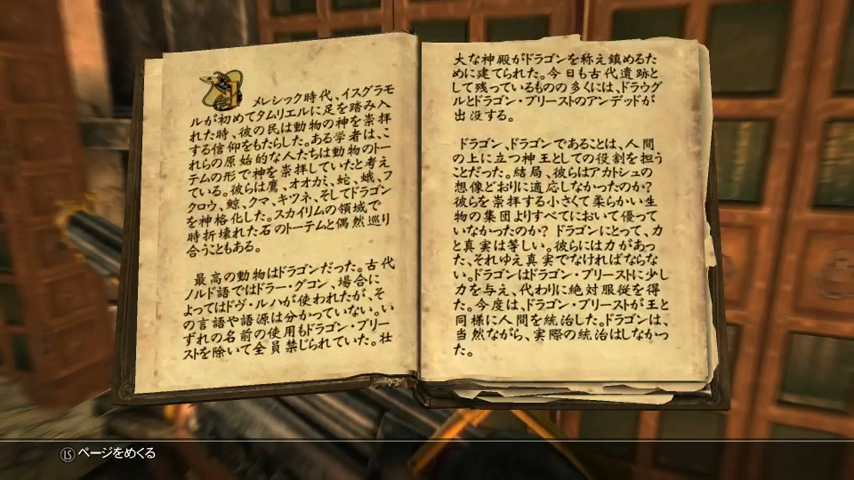 メレシック時代、イスグラモ
ルが初めてタムリエルに足を踏み入
れた時、彼の民は動物の神を崇拝
する信仰をもたらした。ある学者は、こ
れらの原始的な人たちは動物のトー
テムの形で神を崇拝していたと考え
ている。彼らは鷹、オオカミ、蛇、蛾、フ
クロウ、鯨、クマ、キツネ、そしてドラゴン
を神格化した。スカイリムの領域で
時折壊れた石のトーテムと偶然巡り
合うこともある。
最高の動物はドラゴンだった。古代
ノルド語ではドラー・グコン、場合に
よってはドヴ・ルハが使われたが、そ
の言語や語源は分かっていない。い
ずれの名前の使用もドラゴン・プリー
ストを除いて全員禁じられていた。壮
大な神殿がドラゴンを称え鎮めるた
めに建てられた。今日も古代遺跡と
して残っているものの多くには、ドラウグ
ルとドラゴン・プリーストのアンデッドが
出没する。
ドラゴン、ドラゴンであることは、人間
の上に立つ神王としての役割を担う
ことだった。結局、彼らはアカトシュの
想像どおりに適応しなかったのか?
彼らを崇拝する小さくて柔らかい生
物の集団よりすべてにおいて優って
いなかったのか? ドラゴンにとって、力
と真実は等しい。彼らには力があっ
た、それゆえ真実でなければならな
い。ドラゴンはドラゴン・プリーストに少し
力を与え、代わりに絶対服従を得
た。今度は、ドラゴン・プリーストが王と
同様に人間を統治した。ドラゴンは、
当然ながら、実際の統治はしなかっ
た。
LS ページをめくる